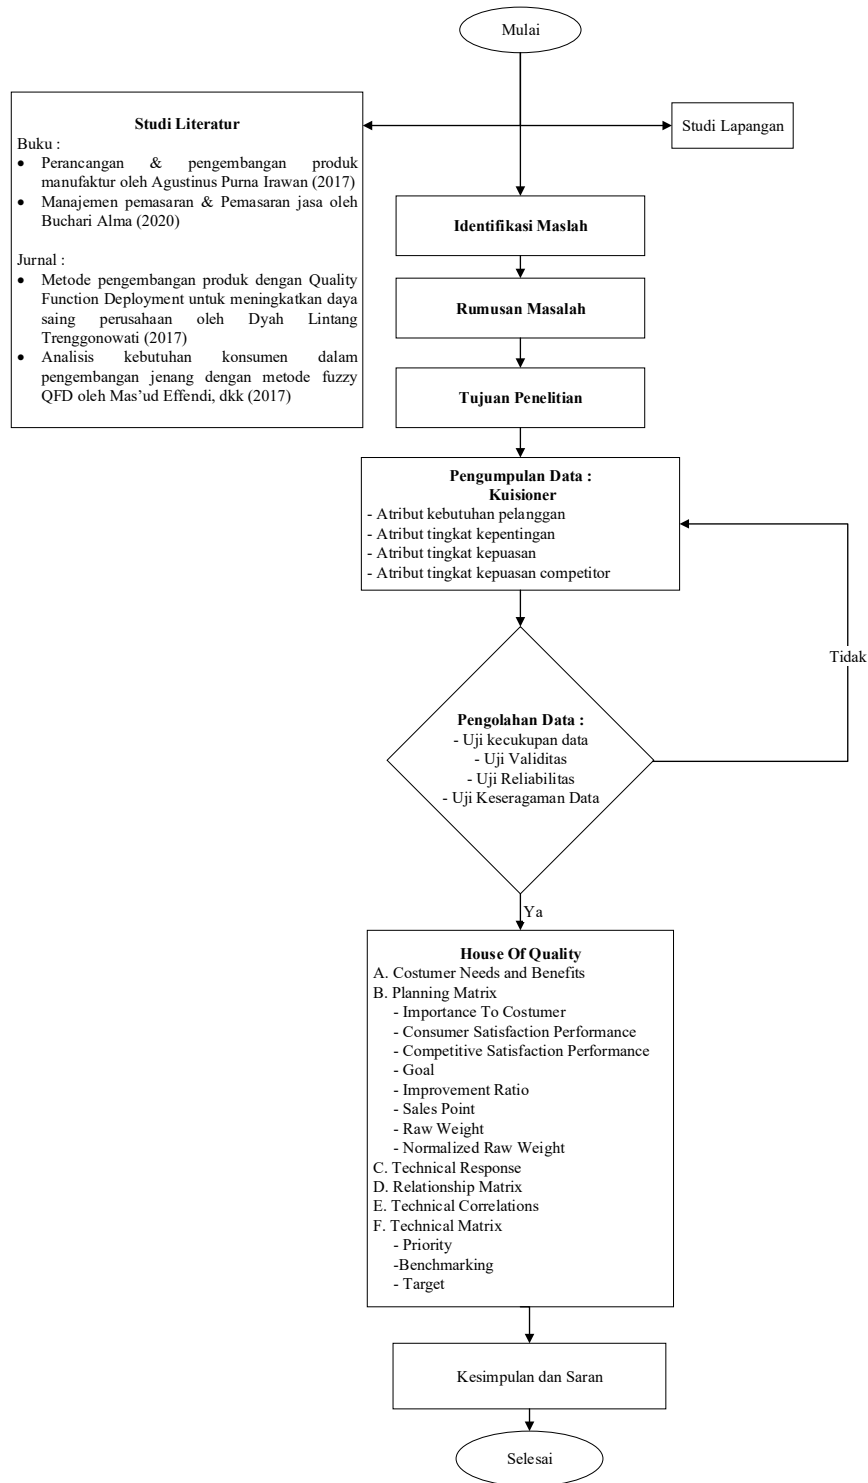 Mulai
Studi Literatur
Buku :
• Perancangan & pengembangan produk
manufaktur oleh Agustinus Purna Irawan (2017)
• Manajemen pemasaran & Pemasaran jasa oleh
Buchari Alma (2020)
Jurnal :
• Metode pengembangan produk dengan Quality
Function Deployment untuk meningkatkan daya
saing perusahaan oleh Dyah Lintang
Trenggonowati (2017)
• Analisis kebutuhan konsumen dalam
pengembangan jenang dengan metode fuzzy
QFD oleh Mas’ud Effendi, dkk (2017)
Studi Lapangan
Identifikasi Maslah
Rumusan Masalah
Tujuan Penelitian
Pengumpulan Data :
Kuisioner
- Atribut kebutuhan pelanggan
- Atribut tingkat kepentingan
- Atribut tingkat kepuasan
- Atribut tingkat kepuasan competitor
Tidak
Pengolahan Data :
- Uji kecukupan data
- Uji Validitas
- Uji Reliabilitas
- Uji Keseragaman Data
Ya
House Of Quality
A. Costumer Needs and Benefits
B. Planning Matrix
- Importance To Costumer
- Consumer Satisfaction Performance
- Competitive Satisfaction Performance
- Goal
- Improvement Ratio
- Sales Point
- Raw Weight
- Normalized Raw Weight
C. Technical Response
D. Relationship Matrix
E. Technical Correlations
F. Technical Matrix
- Priority
-Benchmarking
- Target
Kesimpulan dan Saran
Selesai